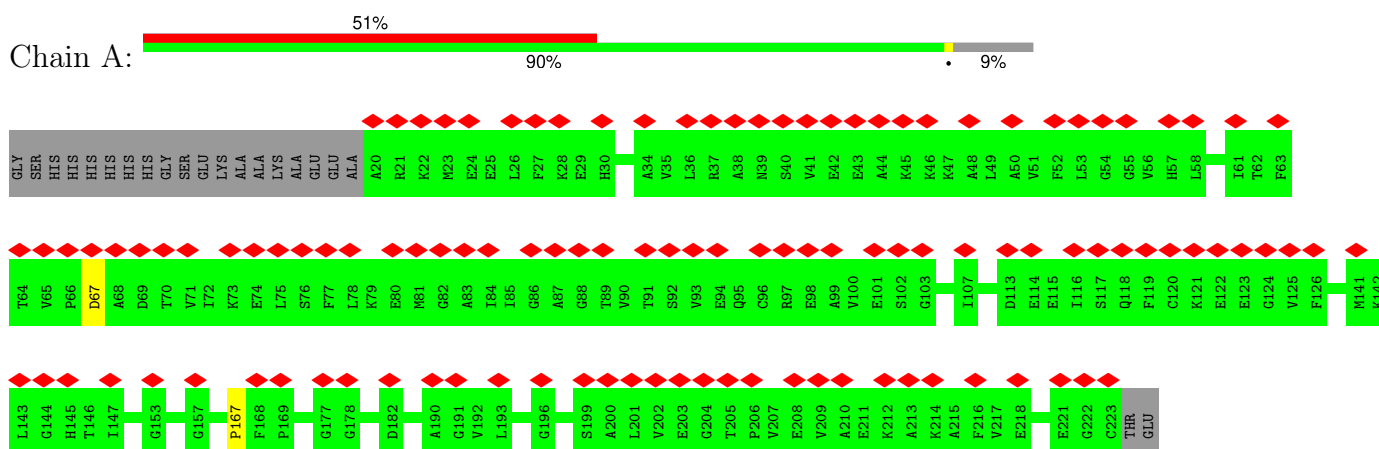 51%
Chain A:
90%
•
9%
GLY SER HIS HIS HIS HIS HIS HIS GLY SER GLU LYS ALA ALA LYS ALA GLU GLU ALA A20 R21 K22 M23 E24 E25 L26 F27 K28 E29 H30 A34 V35 L36 R37 A38 N39 S40 V41 E42 E43 A44 K45 K46 K47 A48 L49 A50 V51 F52 L53 G54 G55 V56 H57 L58 I61 T62 F63
T64 V65 P66 D67 A68 D69 T70 V71 I72 K73 E74 L75 S76 F77 L78 K79 E80 M81 G82 A83 I84 I85 G86 A87 G88 T89 V90 T91 S92 V93 E94 Q95 C96 R97 E98 A99 V100 E101 S102 G103 I107 D113 E114 E115 I116 S117 Q118 F119 C120 K121 E122 E123 G124 V125 F126 M141 K142
L143 G144 H145 T146 I147 G153 G157 P167 F168 P169 G177 G178 D182 A190 G191 V192 L193 G196 S199 A200 L201 V202 E203 G204 T205 P206 V207 E208 V209 A210 E211 K212 A213 K214 A215 F216 V217 E218 E221 G222 C223 THR GLU